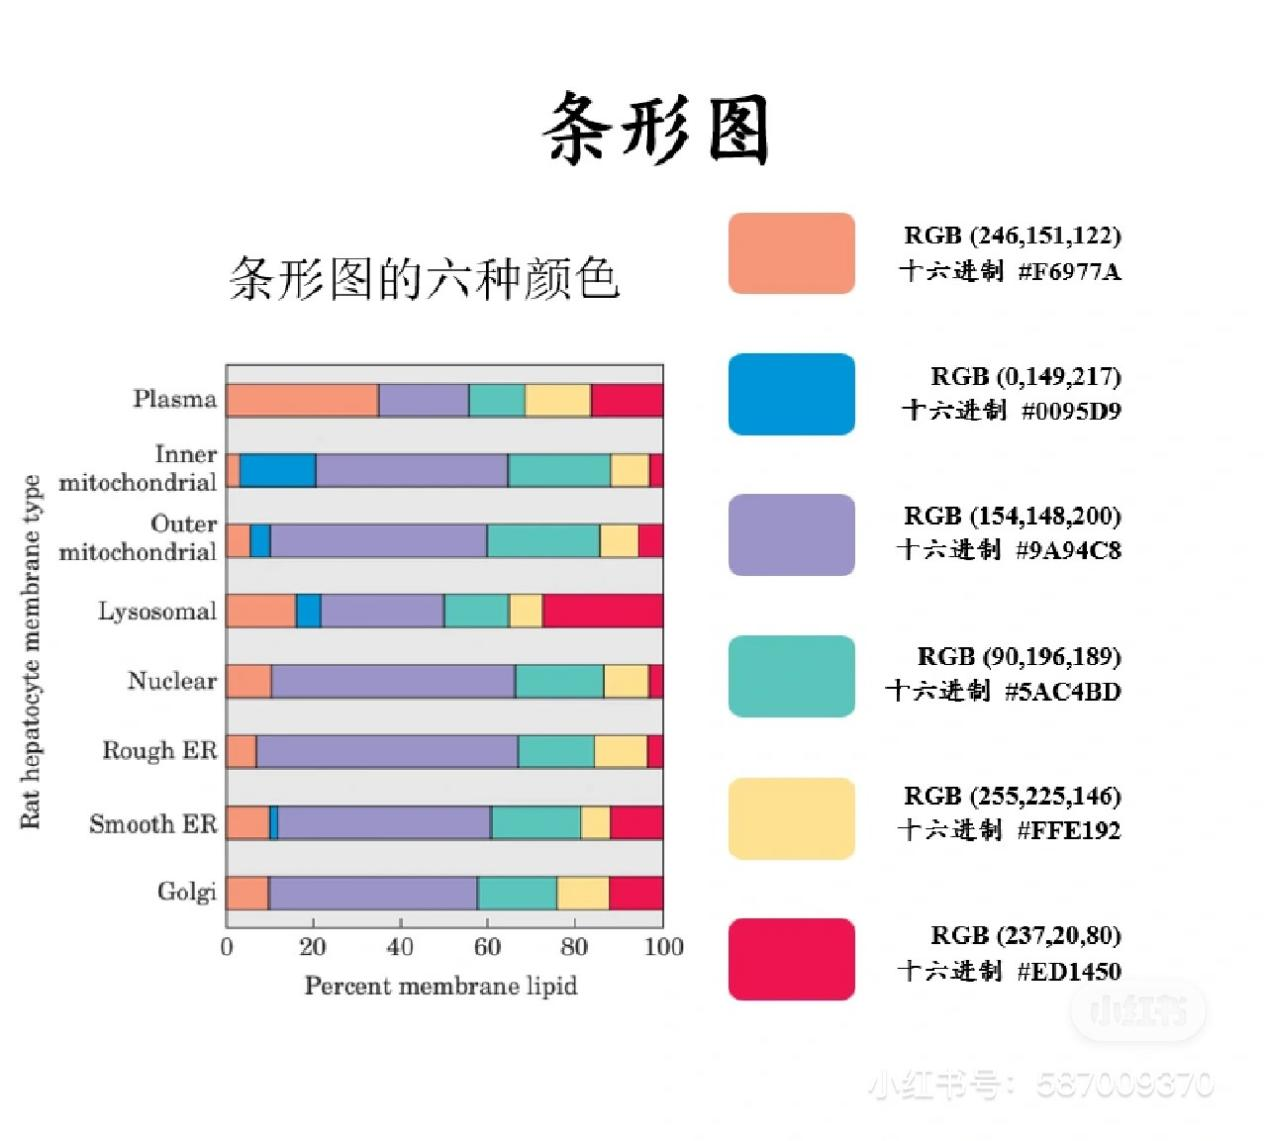 条形图
条形图的六种颜色
Rat hepatocyte membrane type
Plasma
Inner
mitochondrial
Outer
mitochondrial
Lysosomal
Nuclear
Rough ER
Smooth ER
Golgi
0 20 40 60 80 100
Percent membrane lipid
RGB (246,151,122)
十六进制 #F6977A
RGB (0,149,217)
十六进制 #0095D9
RGB (154,148,200)
十六进制 #9A94C8
RGB (90,196,189)
十六进制 #5AC4BD
RGB (255,225,146)
十六进制 #FFE192
RGB (237,20,80)
十六进制 #ED1450
小红书
小红书号：587009370